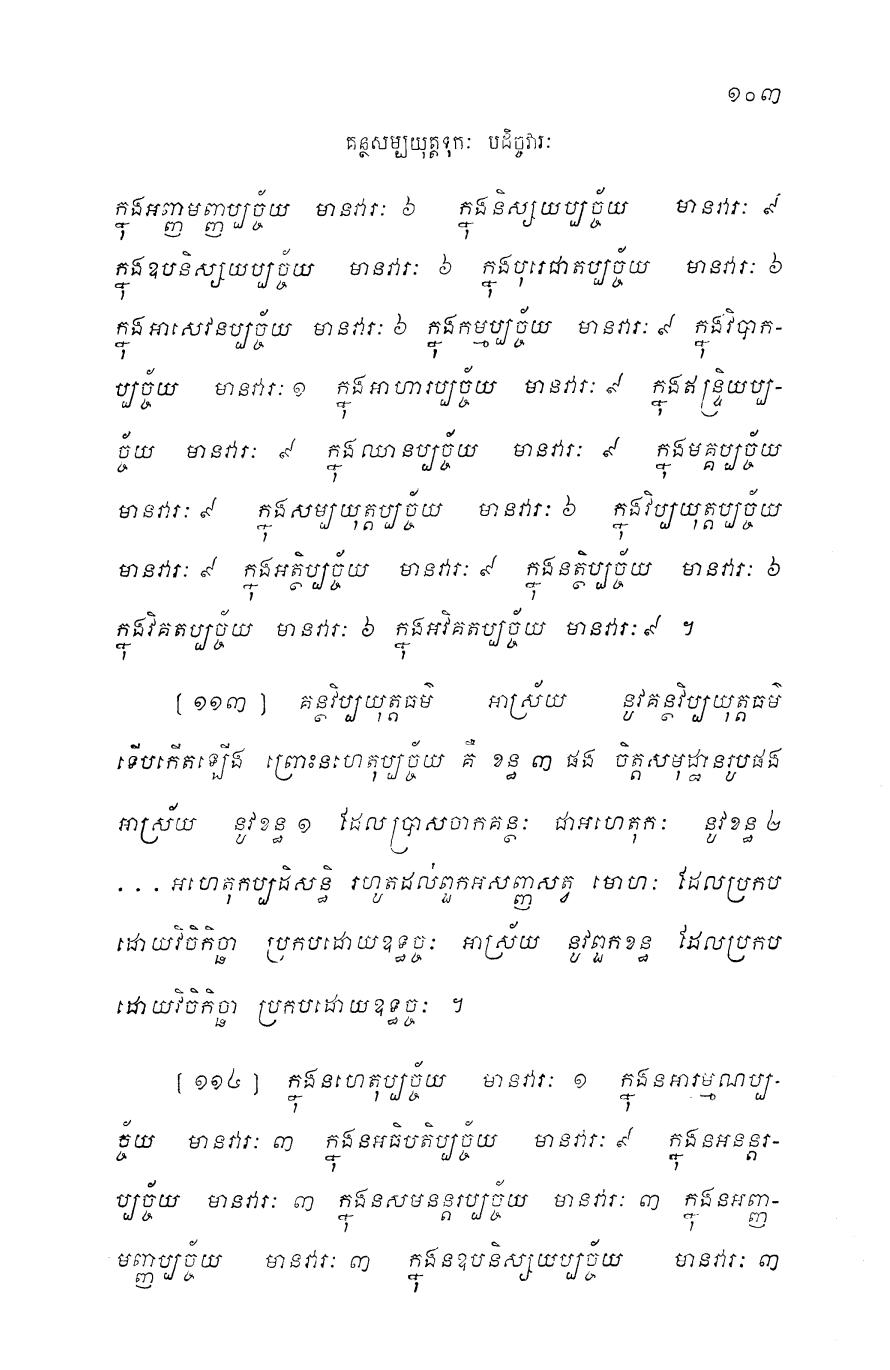 ១០៣
គន្ថសម្បយុត្តទុកៈ បដិច្ចវារៈ
ក្នុងអញ្ញមញ្ញប្បច្ច័យ មានវារៈ ៦ ក្នុងនិស្សយប្បច្ច័យ មានវារៈ ៩
ក្នុងឧបនិស្សយប្បច្ច័យ មានវារៈ ៦ ក្នុងបុរេជាតប្បច្ច័យ មានវារៈ ៦
ក្នុងអាសេវនប្បច្ច័យ មានវារៈ ៦ ក្នុងកម្មប្បច្ច័យ មានវារៈ ៩ ក្នុងវិបាក-
ប្បច្ច័យ មានវារៈ ១ ក្នុងអាហារប្បច្ច័យ មានវារៈ ៩ ក្នុងឥន្ទ្រិយប្ប-
ច្ច័យ មានវារៈ ៩ ក្នុងឈានប្បច្ច័យ មានវារៈ ៩ ក្នុងមគ្គប្បច្ច័យ
មានវារៈ ៩ ក្នុងសម្បយុត្តប្បច្ច័យ មានវារៈ ៦ ក្នុងវិប្បយុត្តប្បច្ច័យ
មានវារៈ ៩ ក្នុងអត្ថិប្បច្ច័យ មានវារៈ ៩ ក្នុងនត្ថិប្បច្ច័យ មានវារៈ ៦
ក្នុងវិគតប្បច្ច័យ មានវារៈ ៦ ក្នុងអវិគតប្បច្ច័យ មានវារៈ ៩ ។
[ ១១៣ ] គន្ថវិប្បយុត្តធម៌ អាស្រ័យ នូវគន្ថវិប្បយុត្តធម៌
ទើបកើតឡើង ព្រោះនហេតុប្បច្ច័យ គឺ ខន្ធ ៣ ផង ចិត្តសមុដ្ឋានរូបផង
អាស្រ័យ នូវខន្ធ ១ ដែលប្រាសចាកគន្ថៈ ជាអហេតុកៈ នូវខន្ធ ២
... អហេតុកប្បដិសន្ធិ រហូតដល់ពួកអសញ្ញសត្វ មោហៈ ដែលប្រកប
ដោយវិចិកិច្ឆា ប្រកបដោយឧទ្ធច្ចៈ អាស្រ័យ នូវពួកខន្ធ ដែលប្រកប
ដោយវិចិកិច្ឆា ប្រកបដោយឧទ្ធច្ចៈ ។
[ ១១៤ ] ក្នុងនហេតុប្បច្ច័យ មានវារៈ ១ ក្នុងនអារម្មណប្ប-
ច្ច័យ មានវារៈ ៣ ក្នុងនអធិបតិប្បច្ច័យ មានវារៈ ៩ ក្នុងនអនន្តរ-
ប្បច្ច័យ មានវារៈ ៣ ក្នុងនសមនន្តរប្បច្ច័យ មានវារៈ ៣ ក្នុងនអញ្ញ-
មញ្ញប្បច្ច័យ មានវារៈ ៣ ក្នុងនឧបនិស្សយប្បច្ច័យ មានវារៈ ៣